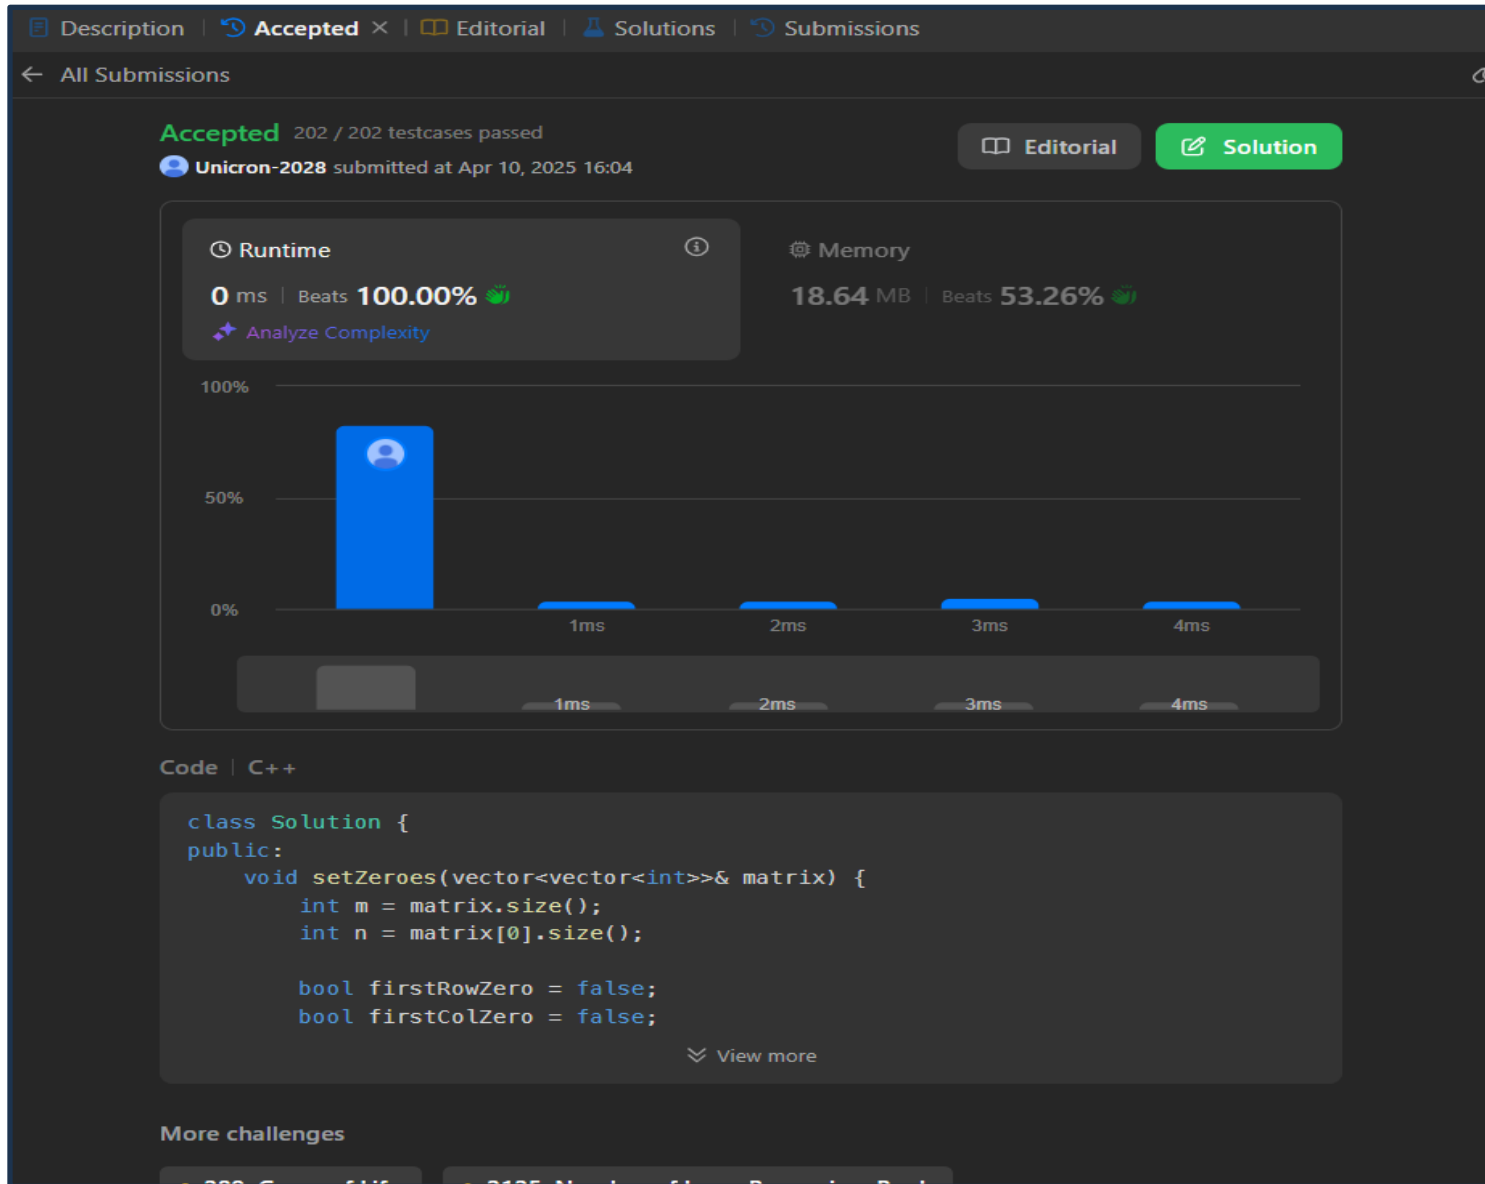 Description | Accepted × | Editorial | Solutions | Submissions
← All Submissions
Accepted 202 / 202 testcases passed
Editorial Solution
Unicron-2028 submitted at Apr 10, 2025 16:04
Runtime Memory
0 ms | Beats 100.00% 18.64 MB | Beats 53.26%
Analyze Complexity
100%
50%
0%
1ms 2ms 3ms 4ms
1ms 2ms 3ms 4ms
Code | C++
class Solution {
public:
    void setZeroes(vector<vector<int>>& matrix) {
        int m = matrix.size();
        int n = matrix[0].size();
        bool firstRowZero = false;
        bool firstColZero = false;
View more
More challenges